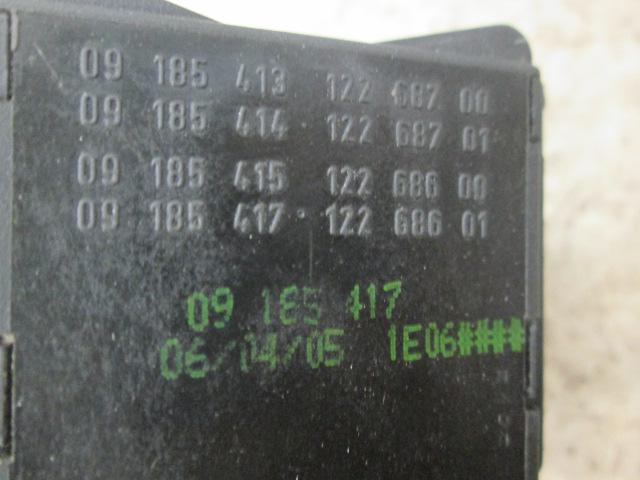 09 185 413 122 687 00
09 185 414 · 122 687 01
09 185 415 122 686 00
09 185 417 · 122 686 01
09 185 417
06/04/05 1E06####